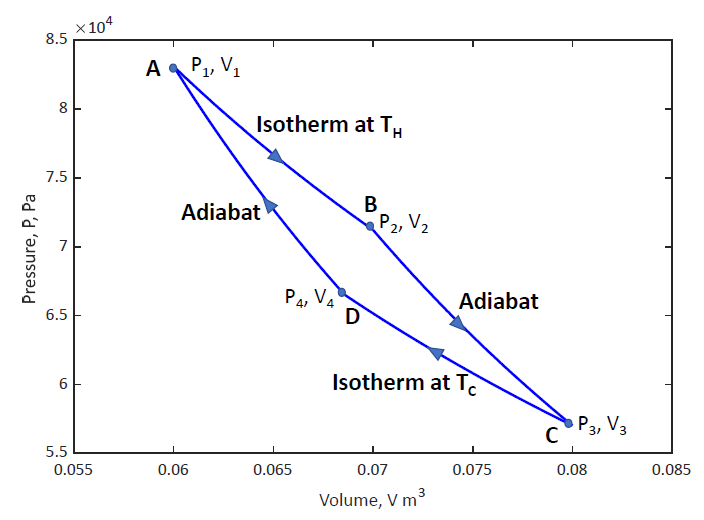 ×10⁴
8.5
8
7.5
7
6.5
6
5.5
Pressure, P, Pa
A
P₁, V₁
Isotherm at T_H
B
P₂, V₂
Adiabat
P₄, V₄
D
Adiabat
Isotherm at T_C
C
P₃, V₃
0.055 0.06 0.065 0.07 0.075 0.08 0.085
Volume, V m³